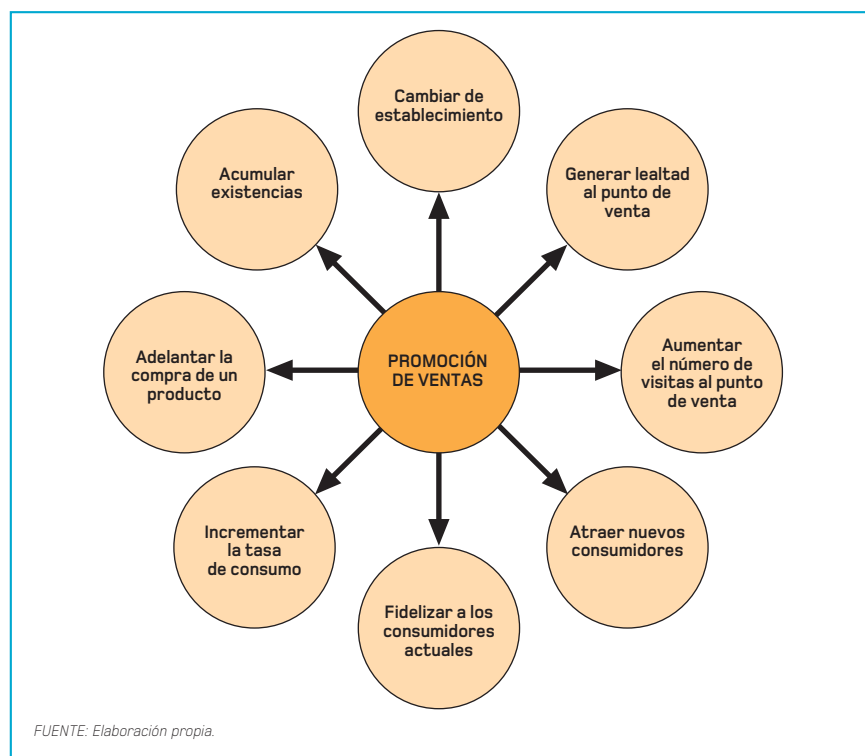 Cambiar de
establecimiento
Generar lealtad
al punto de
venta
Aumentar
el número de
visitas al punto
de venta
Atraer nuevos
consumidores
Fidelizar a los
consumidores
actuales
Incrementar
la tasa
de consumo
Adelantar la
compra de un
producto
Acumular
existencias
PROMOCIÓN
DE VENTAS
FUENTE: Elaboración propia.